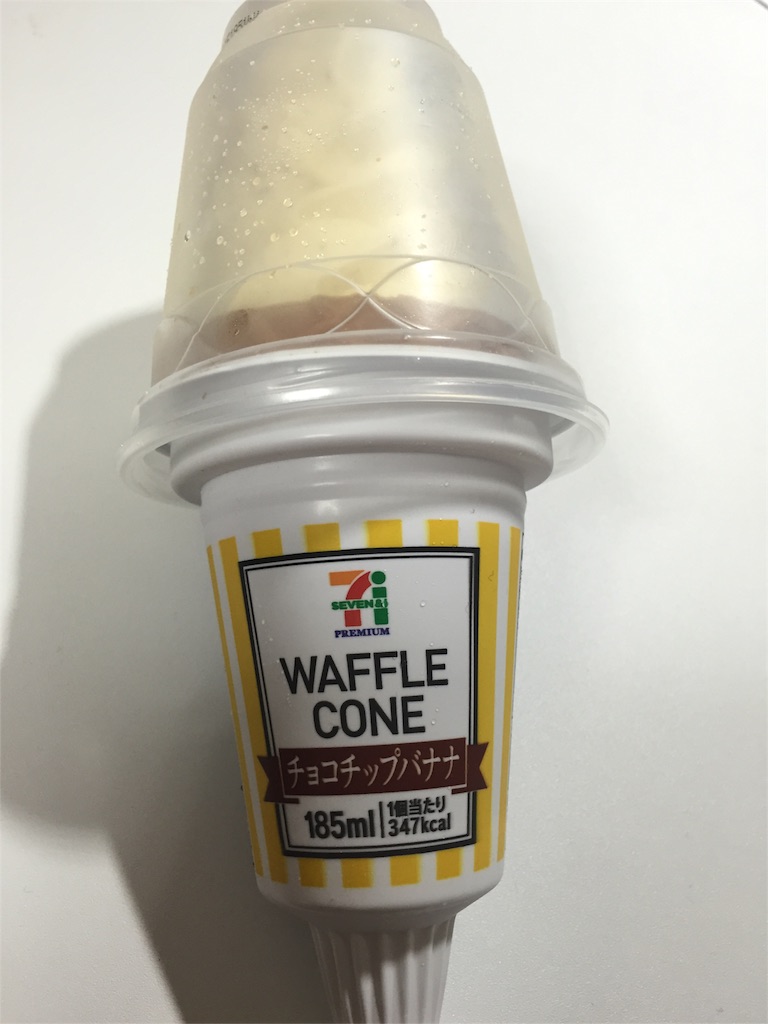 7i
SEVEN&i
PREMIUM
WAFFLE
CONE
チョコチップバナナ
185ml
1個当たり
347kcal